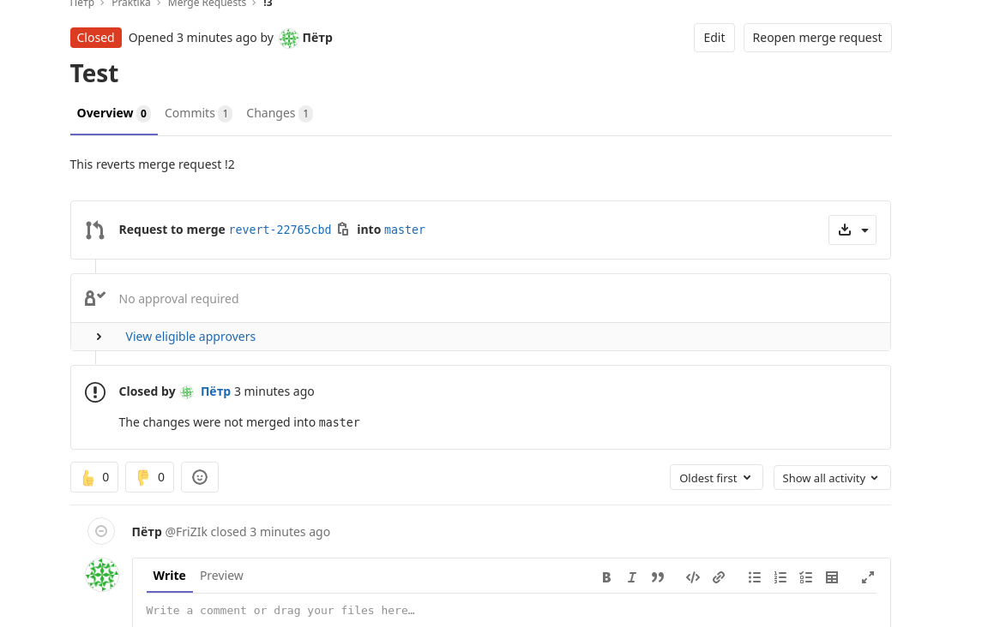 Пётр > Praktika > Merge Requests > !3
Closed Opened 3 minutes ago by Пётр Edit Reopen merge request
Test
Overview 0 Commits 1 Changes 1
This reverts merge request !2
Request to merge revert-22765cbd into master
No approval required
View eligible approvers
Closed by Пётр 3 minutes ago
The changes were not merged into master
0 0 Oldest first Show all activity
Пётр @FriZIk closed 3 minutes ago
Write Preview
Write a comment or drag your files here…